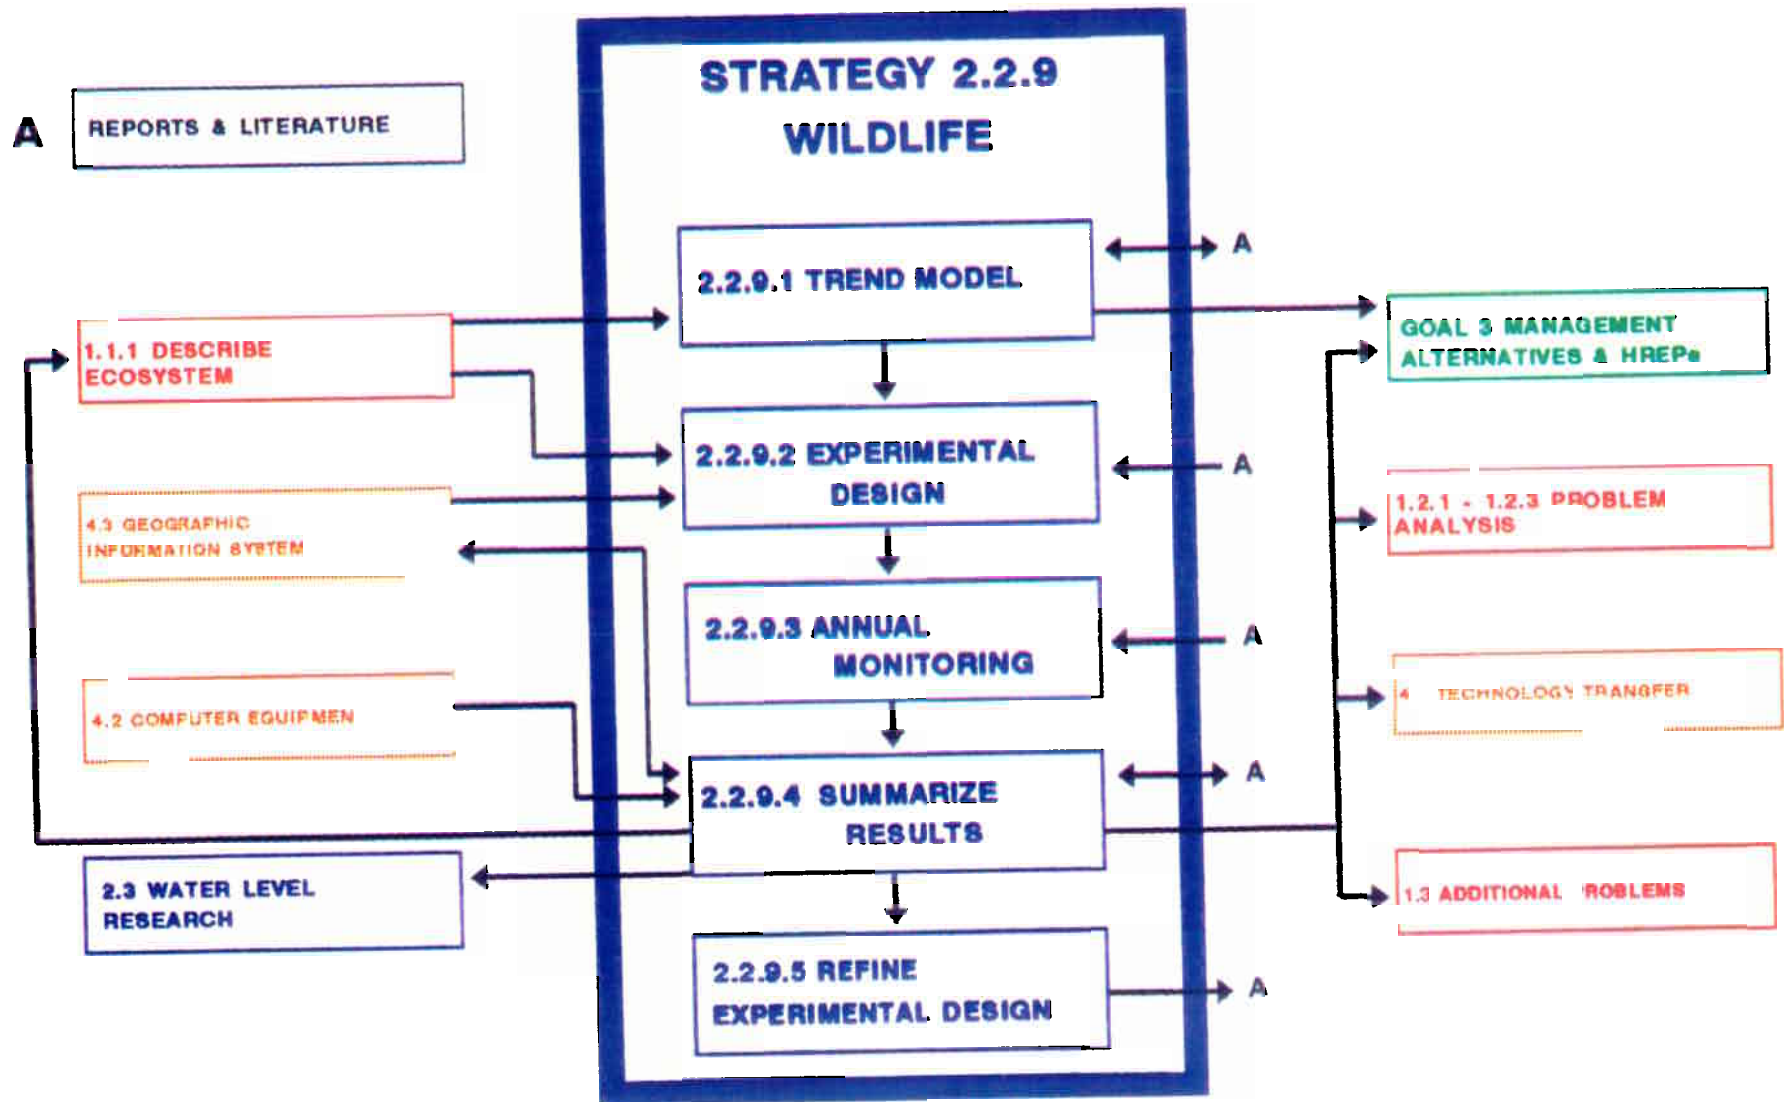 STRATEGY 2.2.9
WILDLIFE
A
REPORTS & LITERATURE
2.2.9.1 TREND MODEL
A
1.1.1 DESCRIBE
ECOSYSTEM
GOAL 3 MANAGEMENT
ALTERNATIVES & HREPs
2.2.9.2 EXPERIMENTAL
DESIGN
A
4.3 GEOGRAPHIC
INFORMATION SYSTEM
1.2.1 - 1.2.3 PROBLEM
ANALYSIS
2.2.9.3 ANNUAL
MONITORING
A
4.2 COMPUTER EQUIPMEN
4 TECHNOLOGY TRANSFER
2.2.9.4 SUMMARIZE
RESULTS
A
2.3 WATER LEVEL
RESEARCH
1.3 ADDITIONAL ROBLEMS
2.2.9.5 REFINE
EXPERIMENTAL DESIGN
A